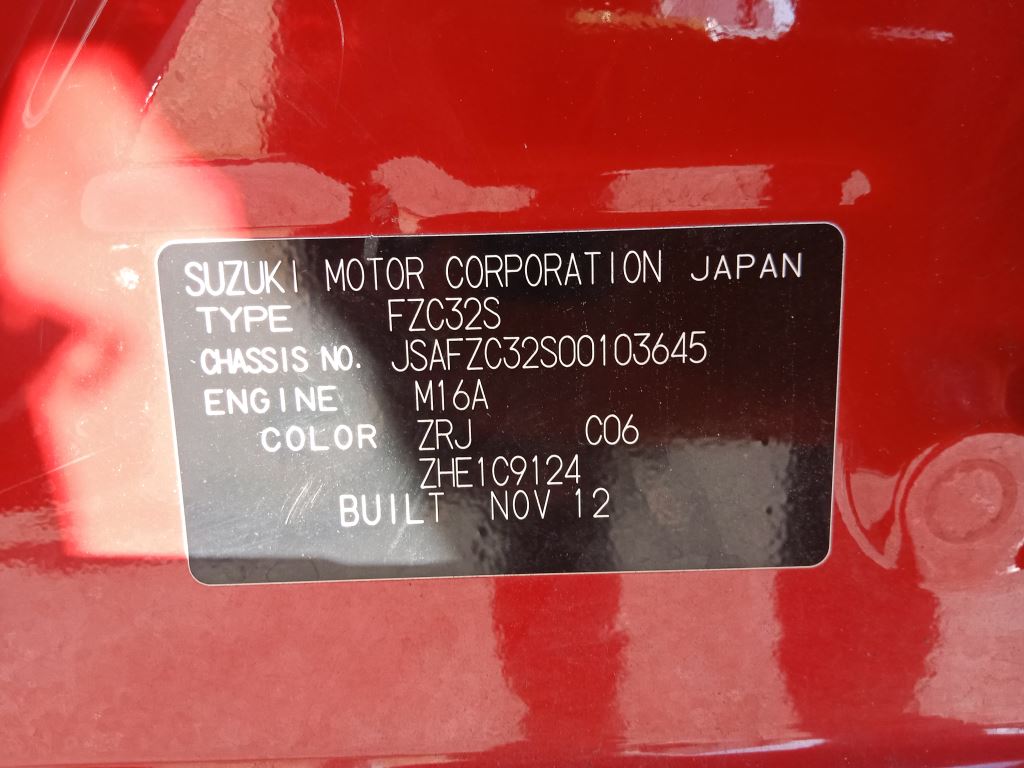 SUZUKI MOTOR CORPORATION JAPAN
TYPE FZC32S
CHASSIS NO. JSAFZC32S00103645
ENGINE M16A
COLOR ZRJ C06
ZHE1C9124
BUILT NOV 12